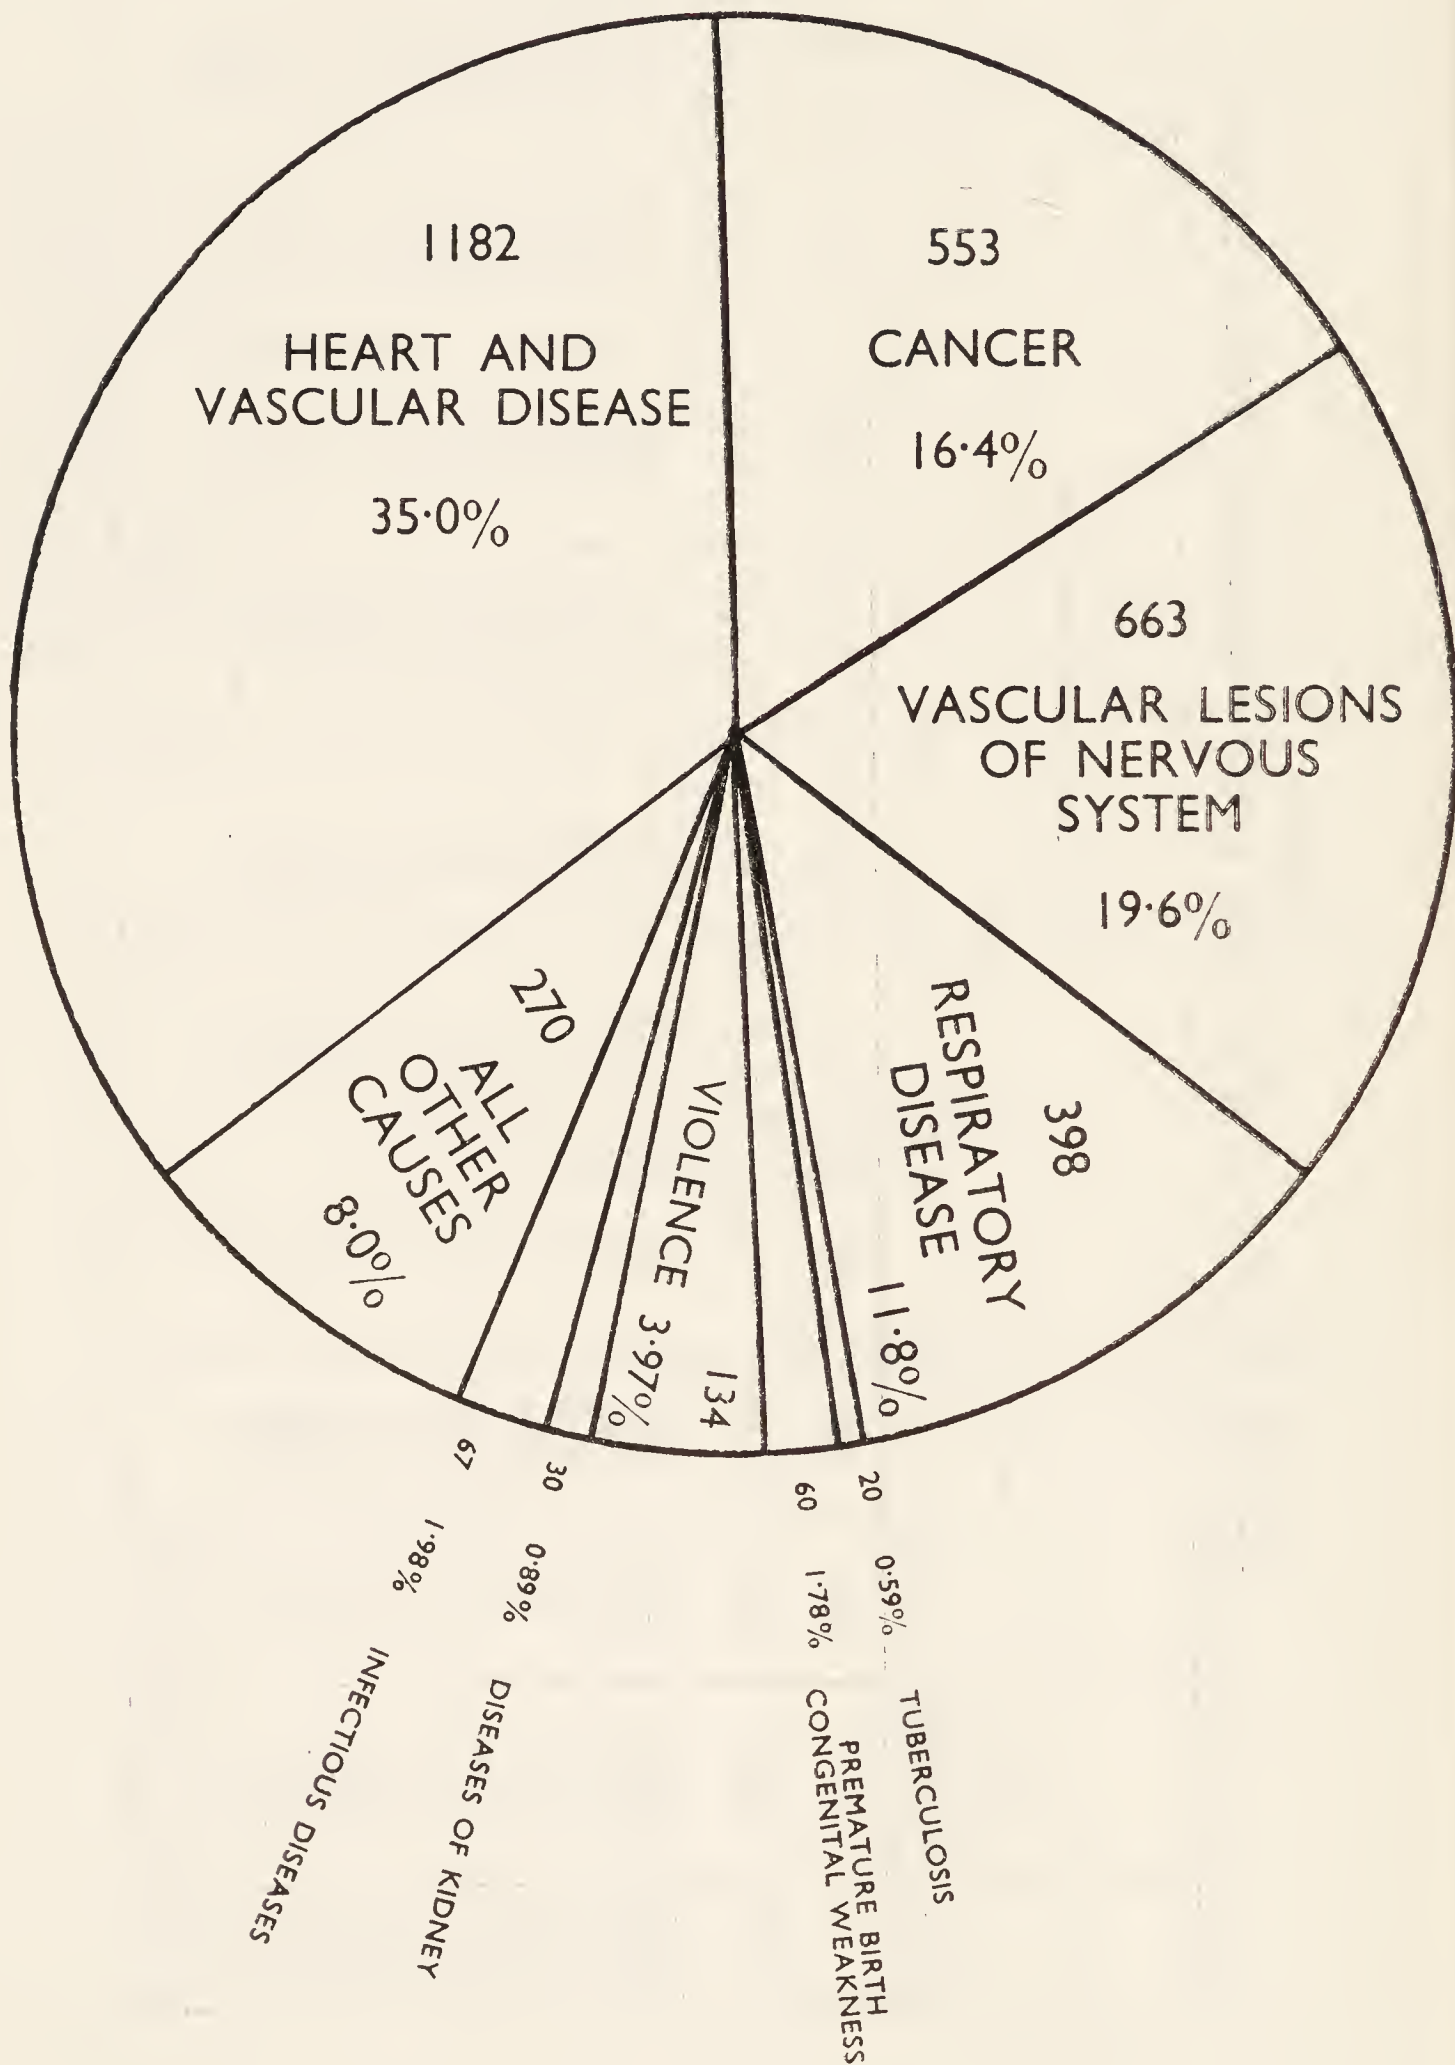 1182
HEART AND
VASCULAR DISEASE
35·0%
553
CANCER
16·4%
663
VASCULAR LESIONS
OF NERVOUS
SYSTEM
19·6%
398
RESPIRATORY
DISEASE
11·8%
20 0·59% TUBERCULOSIS
60 1·78% PREMATURE BIRTH
CONGENITAL WEAKNESS
134
VIOLENCE 3·97%
30 0·89% DISEASES OF KIDNEY
67 1·98% INFECTIOUS DISEASES
270
ALL
OTHER
CAUSES
8·0%